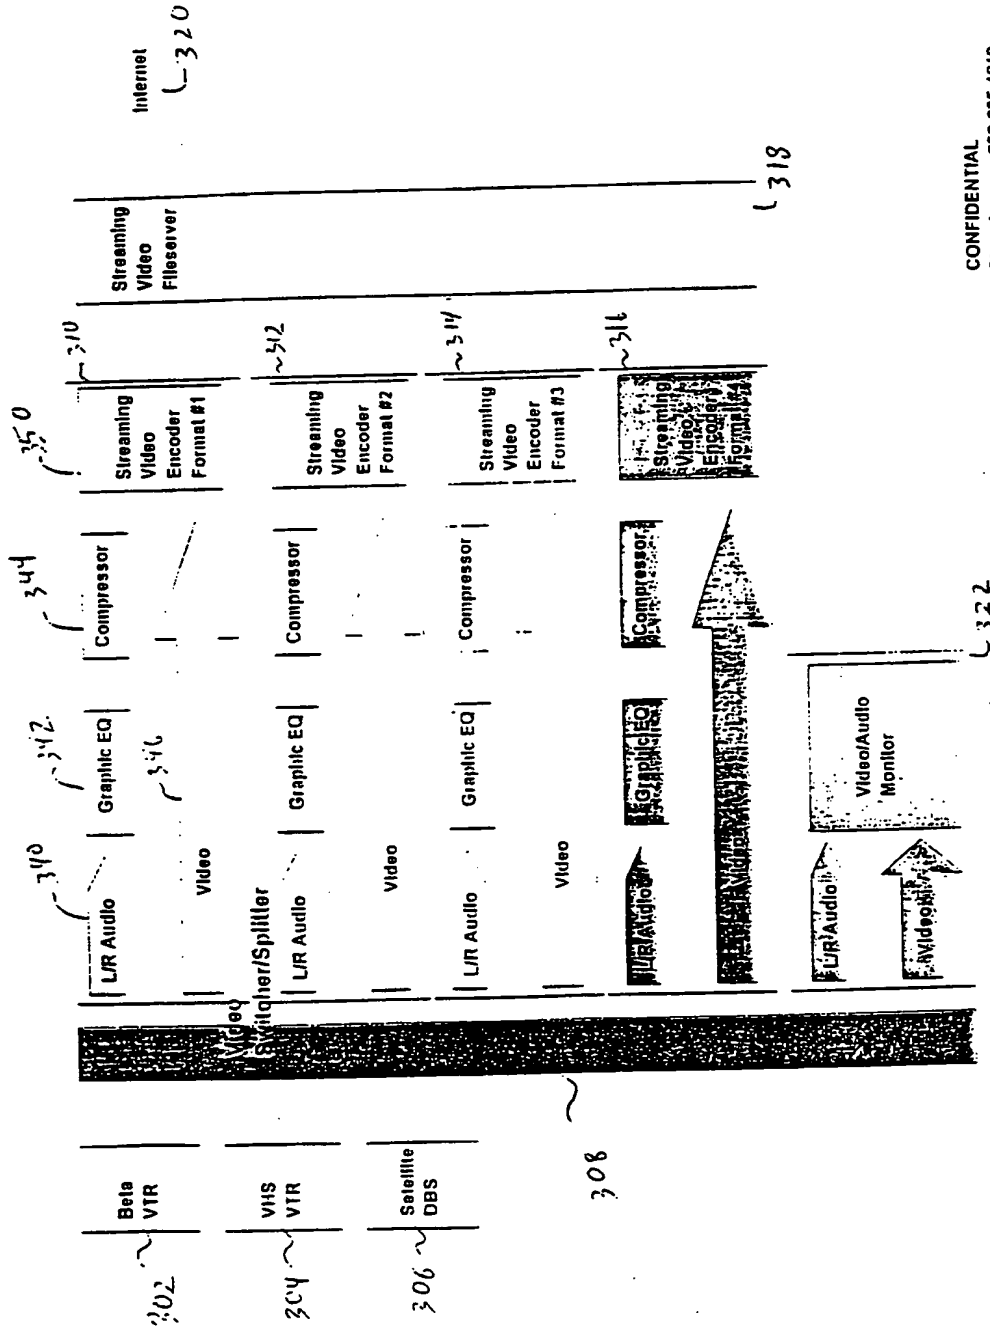 Beta
VTR
302
VHS
VTR
304
Satellite
DBS
306
Video
Switcher/Splitter
308
L/R Audio
340
Graphic EQ
342
Compressor
344
Video
346
Streaming
Video
Encoder
Format #1
350
310
L/R Audio
Graphic EQ
Compressor
Video
Streaming
Video
Encoder
Format #2
312
L/R Audio
Graphic EQ
Compressor
Video
Streaming
Video
Encoder
Format #3
314
L/R Audio
Graphic EQ
Compressor
Streaming
Video
Encoder
Format #4
316
L/R Audio
Video
Video/Audio
Monitor
322
Streaming
Video
Fileserver
318
Internet
320
CONFIDENTIAL